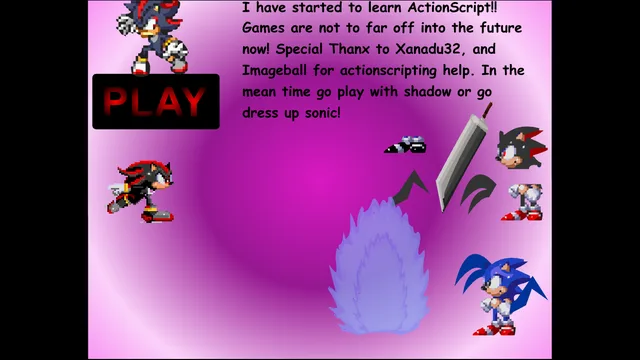 I have started to learn ActionScript!!
Games are not to far off into the future
now! Special Thanx to Xanadu32, and
Imageball for actionscripting help. In the
mean time go play with shadow or go
dress up sonic!
PLAY